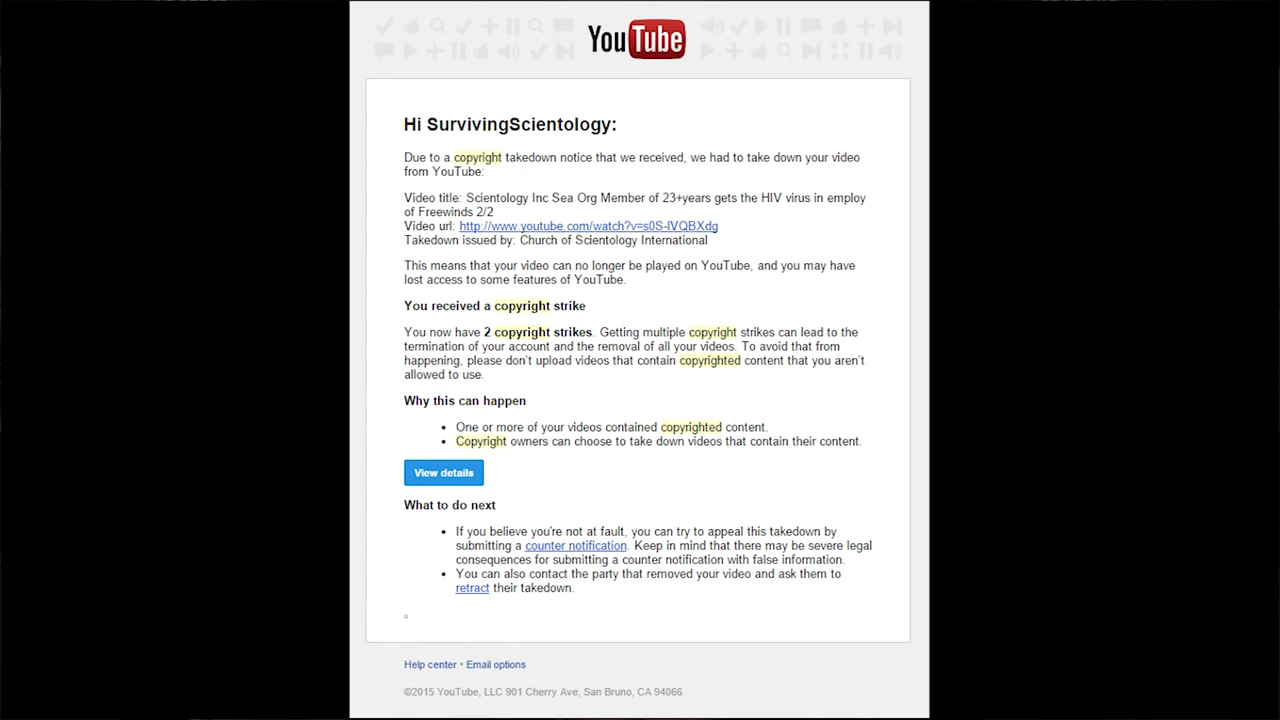 YouTube
Hi SurvivingScientology:
Due to a copyright takedown notice that we received, we had to take down your video
from YouTube:
Video title: Scientology Inc Sea Org Member of 23+years gets the HIV virus in employ
of Freewinds 2/2
Video url: http://www.youtube.com/watch?v=s0S-lVQBXdg
Takedown issued by: Church of Scientology International
This means that your video can no longer be played on YouTube, and you may have
lost access to some features of YouTube.
You received a copyright strike
You now have 2 copyright strikes. Getting multiple copyright strikes can lead to the
termination of your account and the removal of all your videos. To avoid that from
happening, please don't upload videos that contain copyrighted content that you aren't
allowed to use.
Why this can happen
• One or more of your videos contained copyrighted content.
• Copyright owners can choose to take down videos that contain their content.
View details
What to do next
• If you believe you're not at fault, you can try to appeal this takedown by
submitting a counter notification. Keep in mind that there may be severe legal
consequences for submitting a counter notification with false information.
• You can also contact the party that removed your video and ask them to
retract their takedown.
Help center • Email options
©2015 YouTube, LLC 901 Cherry Ave, San Bruno, CA 94066